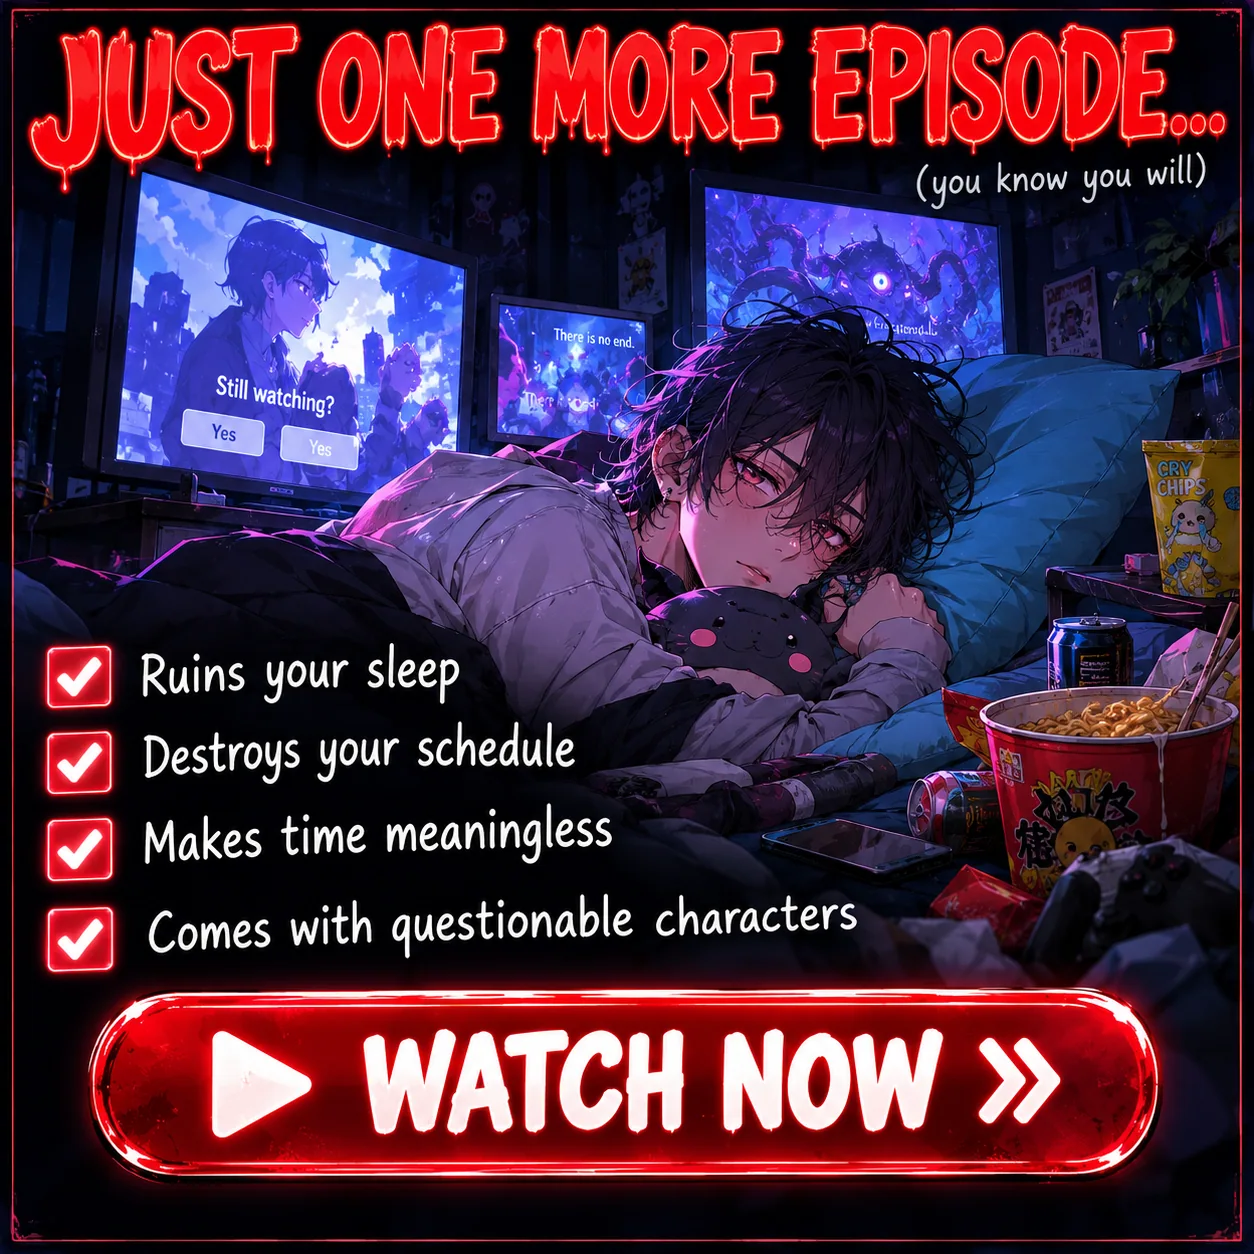 JUST ONE MORE EPISODE...
(you know you will)
Still watching?
Yes
Yes
There is no end.
CRY
CHIPS
Ruins your sleep
Destroys your schedule
Makes time meaningless
Comes with questionable characters
WATCH NOW